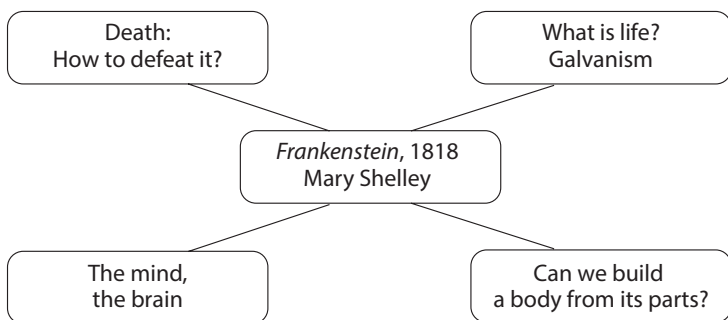 Death:
How to defeat it?
What is life?
Galvanism
Frankenstein, 1818
Mary Shelley
The mind,
the brain
Can we build
a body from its parts?